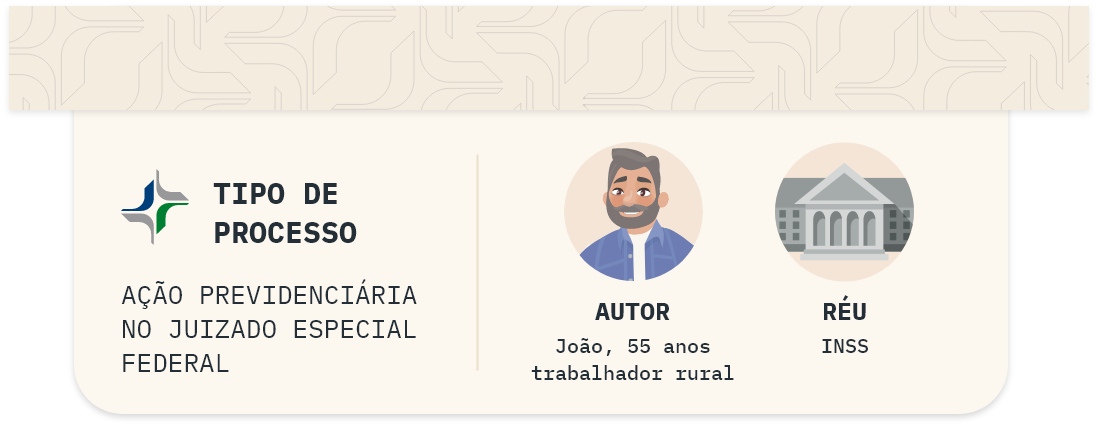 TIPO DE
PROCESSO
AÇÃO PREVIDENCIÁRIA
NO JUIZADO ESPECIAL
FEDERAL
AUTOR
João, 55 anos
trabalhador rural
RÉU
INSS